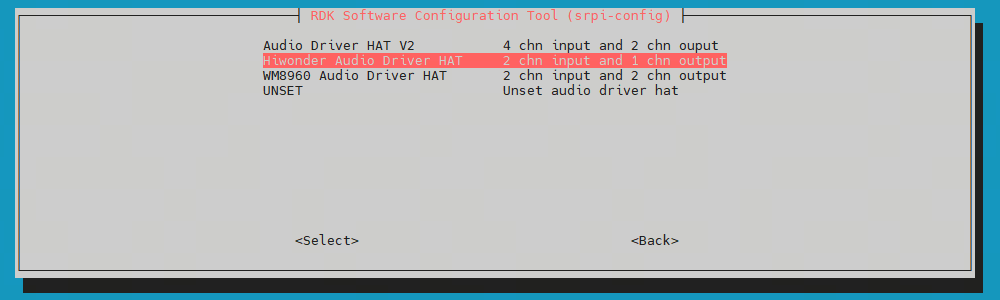 RDK Software Configuration Tool (srpi-config)
Audio Driver HAT V2 4 chn input and 2 chn ouput
Hiwonder Audio Driver HAT 2 chn input and 1 chn output
WM8960 Audio Driver HAT 2 chn input and 2 chn output
UNSET Unset audio driver hat
<Select> <Back>